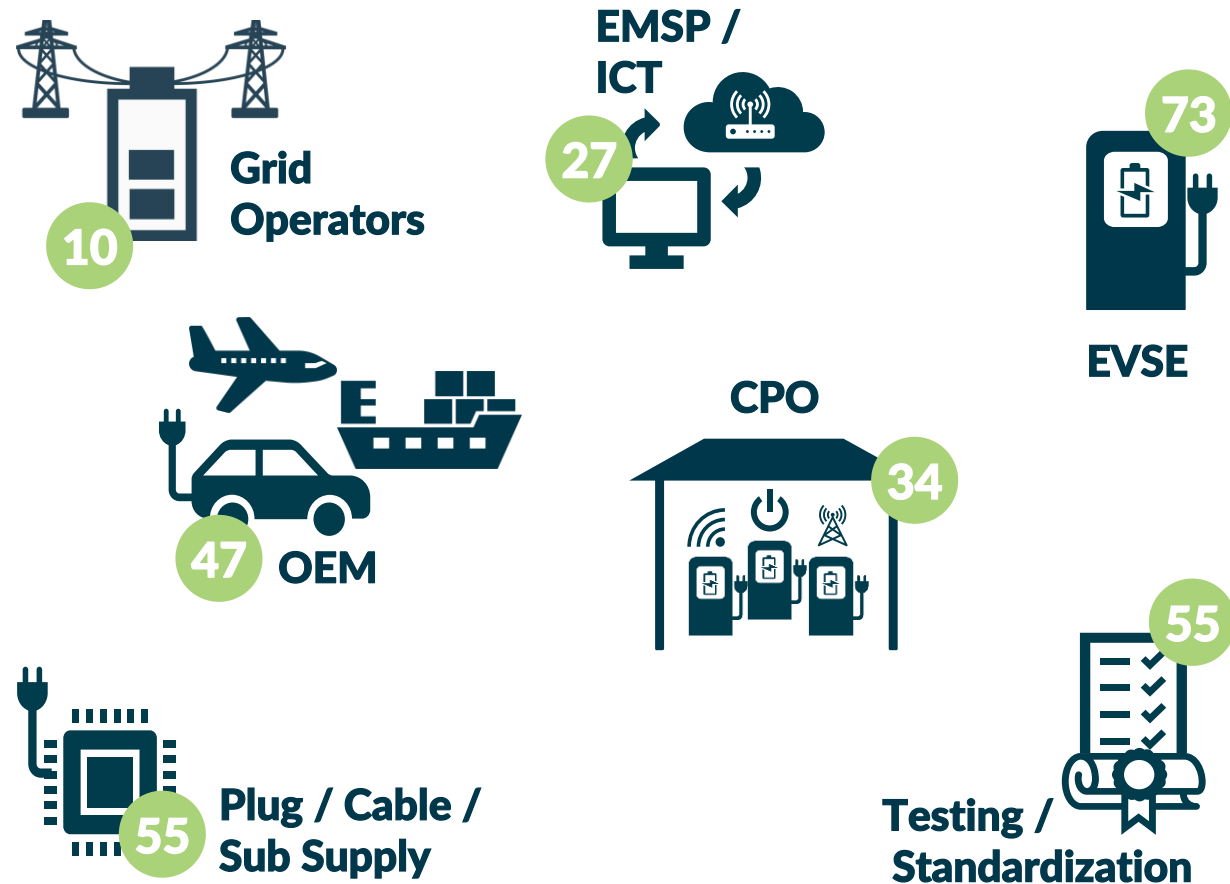 EMSP /
ICT
73
27
Grid
Operators
10
EVSE
CPO
34
47
OEM
55
Plug / Cable /
Sub Supply
55
Testing /
Standardization